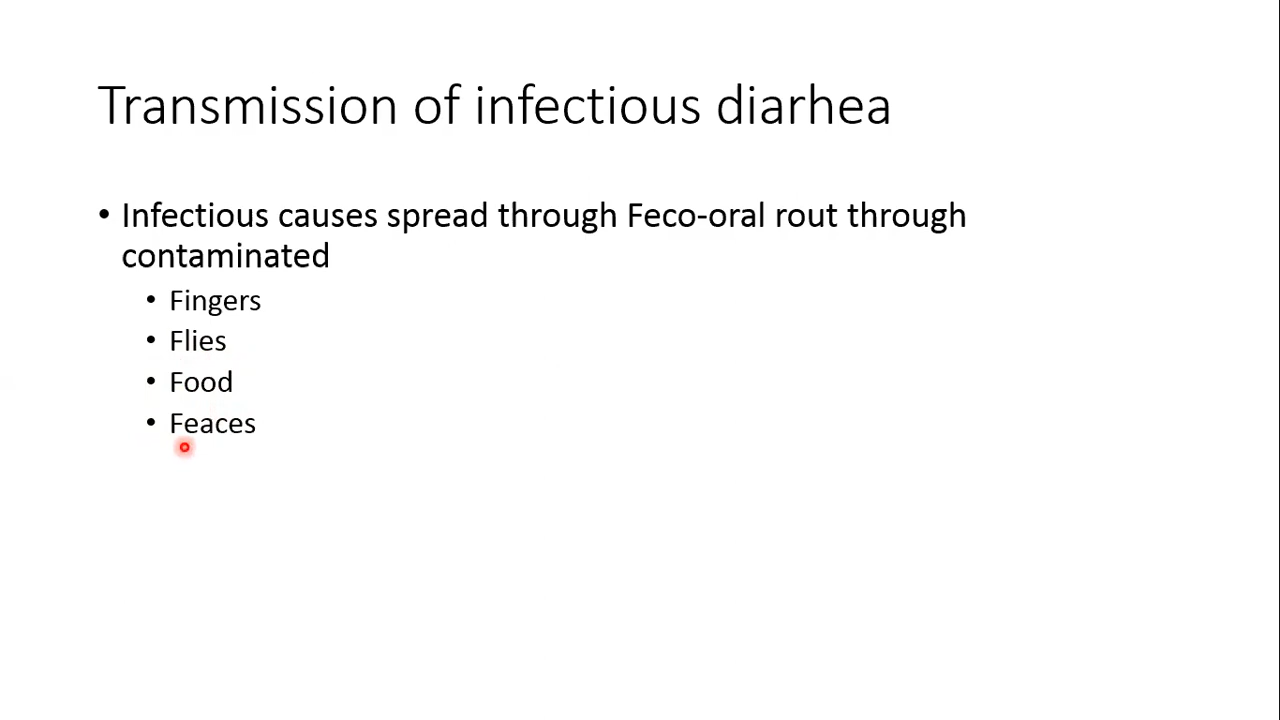 Transmission of infectious diarhea
• Infectious causes spread through Feco-oral rout through
contaminated
• Fingers
• Flies
• Food
• Feaces